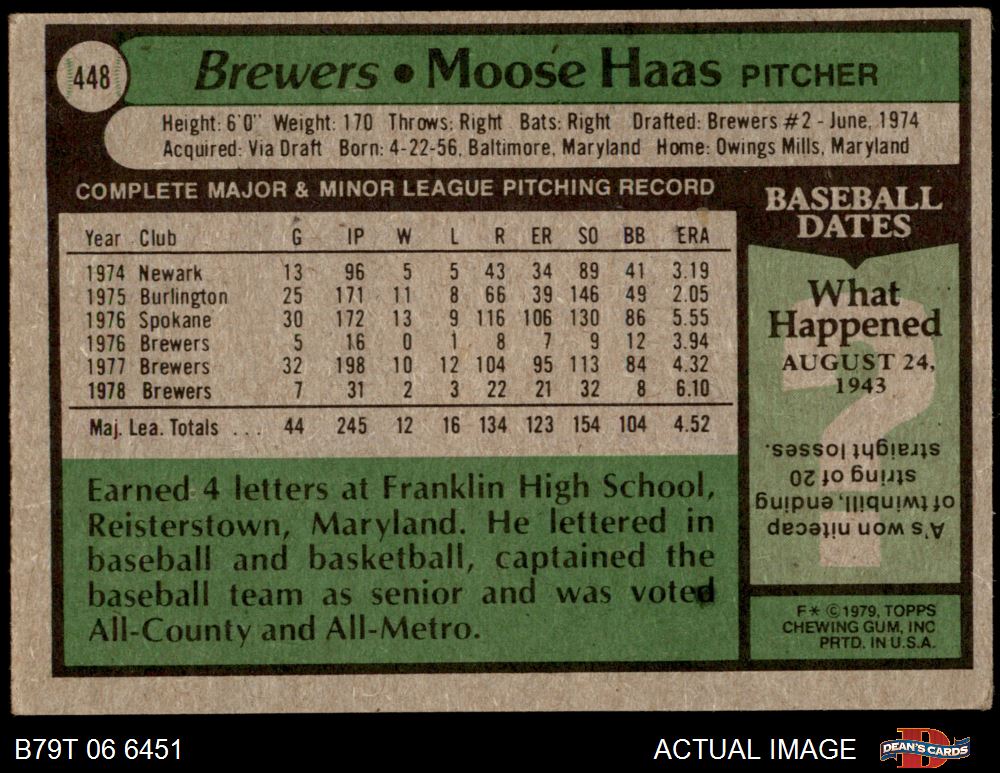 448 Brewers • Moose Haas PITCHER
Height: 6'0" Weight: 170 Throws: Right Bats: Right Drafted: Brewers #2 - June, 1974
Acquired: Via Draft Born: 4-22-56, Baltimore, Maryland Home: Owings Mills, Maryland
COMPLETE MAJOR & MINOR LEAGUE PITCHING RECORD
Year Club G IP W L R ER SO BB ERA
1974 Newark 13 96 5 5 43 34 89 41 3.19
1975 Burlington 25 171 11 8 66 39 146 49 2.05
1976 Spokane 30 172 13 9 116 106 130 86 5.55
1976 Brewers 5 16 0 1 8 7 9 12 3.94
1977 Brewers 32 198 10 12 104 95 113 84 4.32
1978 Brewers 7 31 2 3 22 21 32 8 6.10
Maj. Lea. Totals ... 44 245 12 16 134 123 154 104 4.52
Earned 4 letters at Franklin High School,
Reisterstown, Maryland. He lettered in
baseball and basketball, captained the
baseball team as senior and was voted
All-County and All-Metro.
BASEBALL
DATES
What
Happened
AUGUST 24,
1943
A's won nitecap
of twinbill, ending
string of 20
straight losses.
F* © 1979, TOPPS
CHEWING GUM, INC
PRTD. IN U.S.A.
B79T 06 6451
ACTUAL IMAGE
DEAN'S CARDS